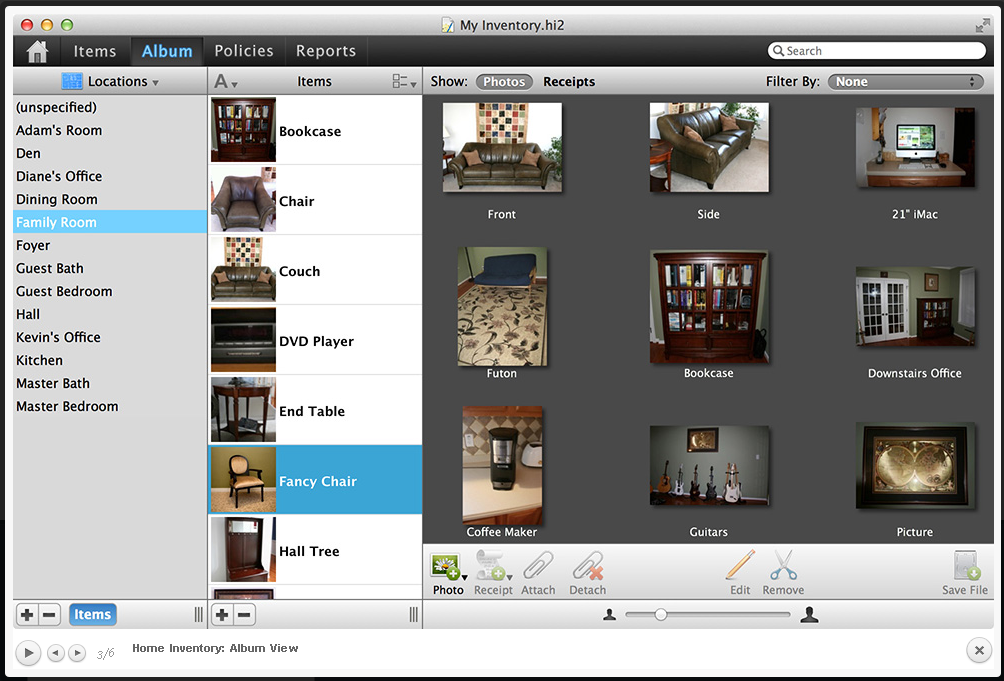 My Inventory.hi2
Items Album Policies Reports Search
Locations A Items Show: Photos Receipts Filter By: None
(unspecified)
Adam's Room
Den
Diane's Office
Dining Room
Family Room
Foyer
Guest Bath
Guest Bedroom
Hall
Kevin's Office
Kitchen
Master Bath
Master Bedroom
Bookcase
Chair
Couch
DVD Player
End Table
Fancy Chair
Hall Tree
Front Side 21" iMac
Futon Bookcase Downstairs Office
Coffee Maker Guitars Picture
Photo Receipt Attach Detach Edit Remove Save File
Items
3/6 Home Inventory: Album View